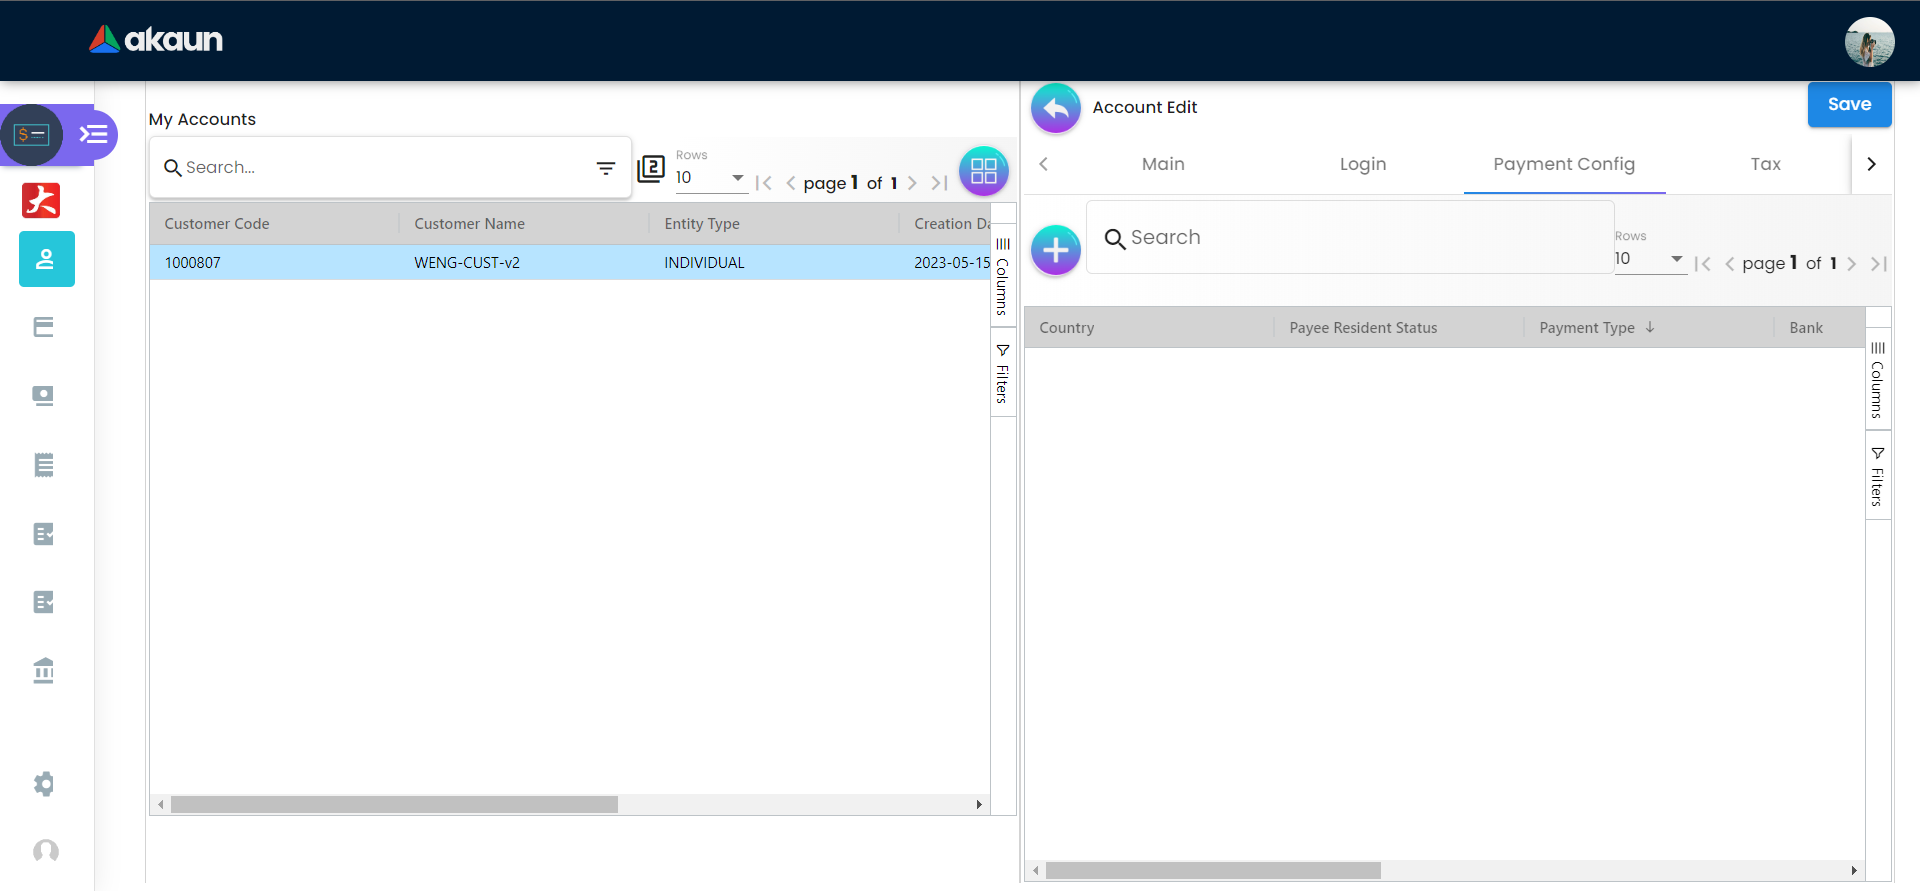 akaun
My Accounts
Search...
2
Rows
10
page 1 of 1
Customer Code
Customer Name
Entity Type
Creation Da
1000807
WENG-CUST-v2
INDIVIDUAL
2023-05-15
Columns
Filters
Account Edit
Save
Main
Login
Payment Config
Tax
Search
Rows
10
page 1 of 1
Country
Payee Resident Status
Payment Type
Bank
Columns
Filters